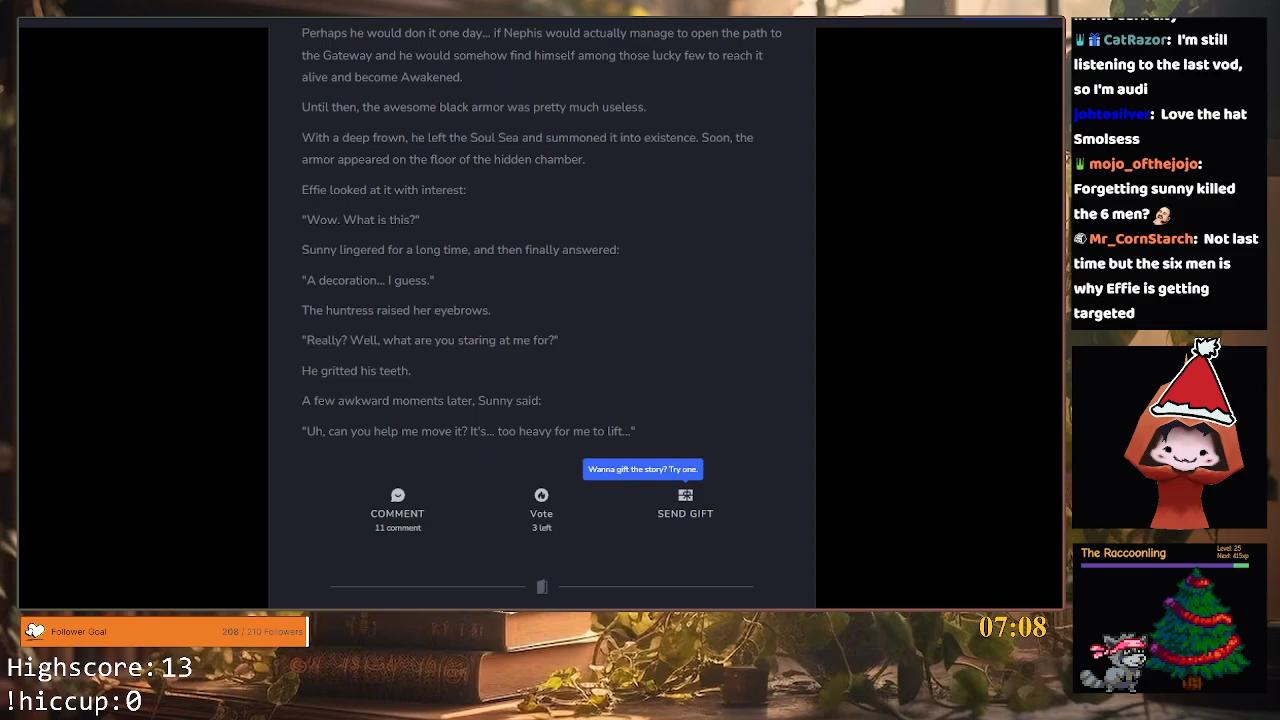 Perhaps he would don it one day... if Nephis would actually manage to open the path to
the Gateway and he would somehow find himself among those lucky few to reach it
alive and become Awakened.
Until then, the awesome black armor was pretty much useless.
With a deep frown, he left the Soul Sea and summoned it into existence. Soon, the
armor appeared on the floor of the hidden chamber.
Effie looked at it with interest:
"Wow. What is this?"
Sunny lingered for a long time, and then finally answered:
"A decoration... I guess."
The huntress raised her eyebrows.
"Really? Well, what are you staring at me for?"
He gritted his teeth.
A few awkward moments later, Sunny said:
"Uh, can you help me move it? It's... too heavy for me to lift..."
Wanna gift the story? Try one.
COMMENT
11 comment
Vote
3 left
SEND GIFT
CatRazor: I'm still
listening to the last vod,
so I'm audi
johtosilver: Love the hat
Smolsess
mojo_ofthejojo:
Forgetting sunny killed
the 6 men?
Mr_CornStarch: Not last
time but the six men is
why Effie is getting
targeted
The Raccoonling
Level: 25
Next: 415xp
Follower Goal
208 / 210 Followers
07:08
Highscore:13
!hiccup:0